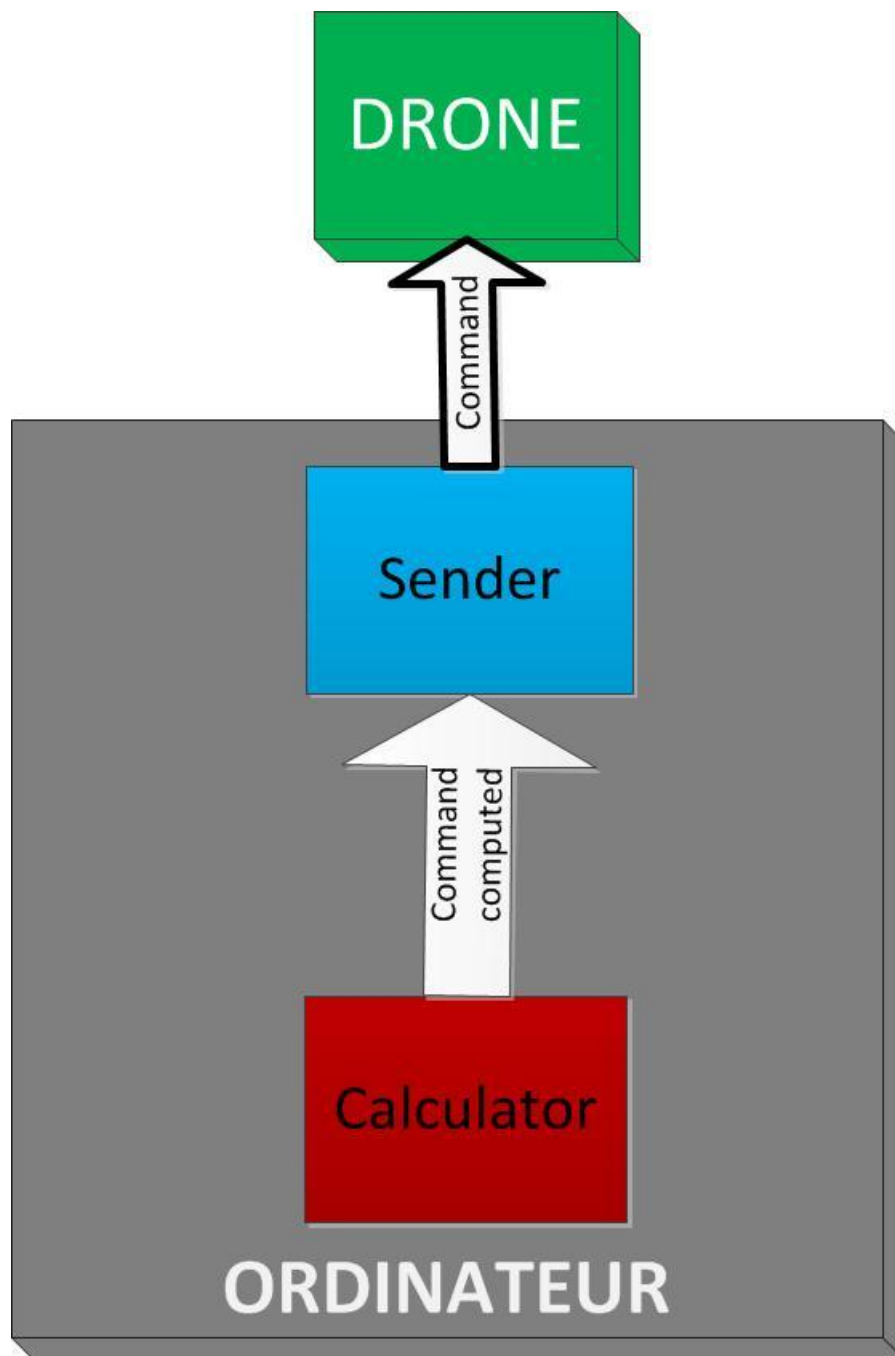 DRONE
Command
Sender
Command
computed
Calculator
ORDINATEUR